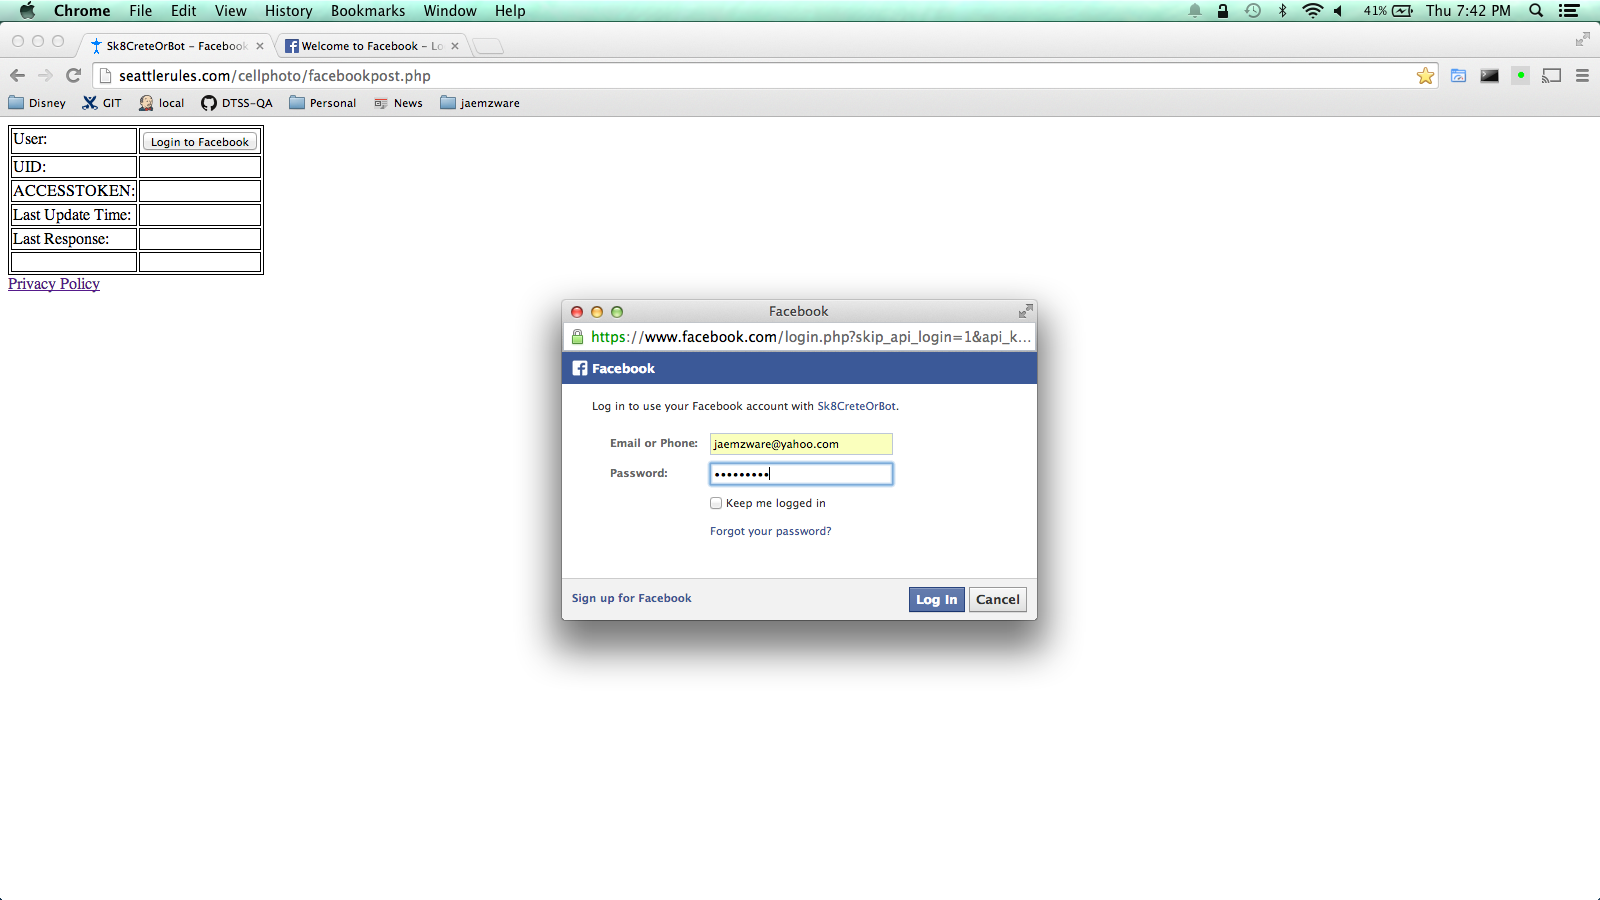 Chrome File Edit View History Bookmarks Window Help 41% Thu 7:42 PM
Sk8CreteOrBot – Facebook Welcome to Facebook – Lo
seattlerules.com/cellphoto/facebookpost.php
Disney GIT local DTSS-QA Personal News jaemzware
User: Login to Facebook
UID:
ACCESSTOKEN:
Last Update Time:
Last Response:
Privacy Policy
Facebook
https://www.facebook.com/login.php?skip_api_login=1&api_k...
Facebook
Log in to use your Facebook account with Sk8CreteOrBot.
Email or Phone: jaemzware@yahoo.com
Password: •••••••••
Keep me logged in
Forgot your password?
Sign up for Facebook Log In Cancel